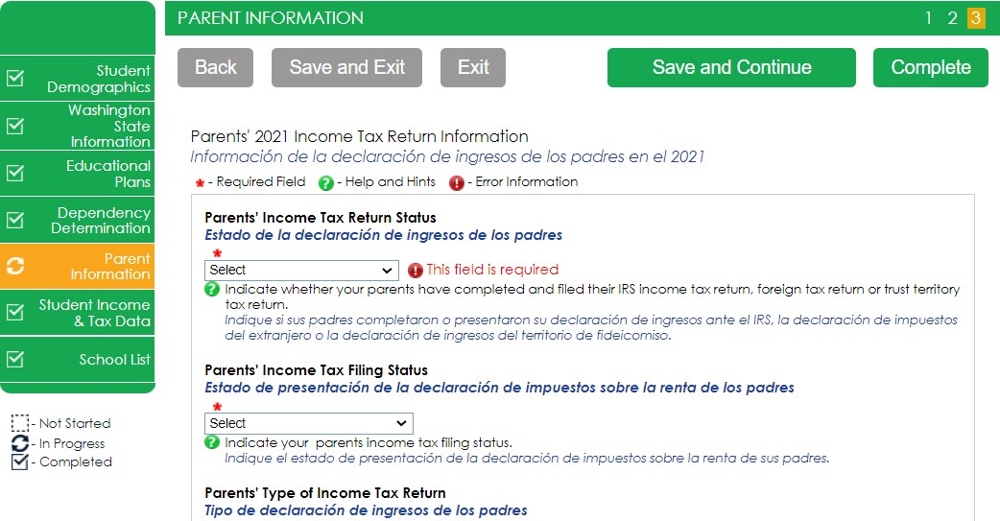 PARENT INFORMATION
1 2 3
Back
Save and Exit
Exit
Save and Continue
Complete
Student
Demographics
Washington
State
Information
Educational
Plans
Dependency
Determination
Parent
Information
Student Income
& Tax Data
School List
- Not Started
- In Progress
- Completed
Parents' 2021 Income Tax Return Information
Información de la declaración de ingresos de los padres en el 2021
* - Required Field ? - Help and Hints ! - Error Information
Parents' Income Tax Return Status
Estado de la declaración de ingresos de los padres
*
Select
! This field is required
? Indicate whether your parents have completed and filed their IRS income tax return, foreign tax return or trust territory
tax return.
Indique si sus padres completaron o presentaron su declaración de ingresos ante el IRS, la declaración de impuestos
del extranjero o la declaración de ingresos del territorio de fideicomiso.
Parents' Income Tax Filing Status
Estado de presentación de la declaración de impuestos sobre la renta de los padres
*
Select
? Indicate your  parents income tax filing status.
Indique el estado de presentación de la declaración de impuestos sobre la renta de sus padres.
Parents' Type of Income Tax Return
Tipo de declaración de ingresos de los padres